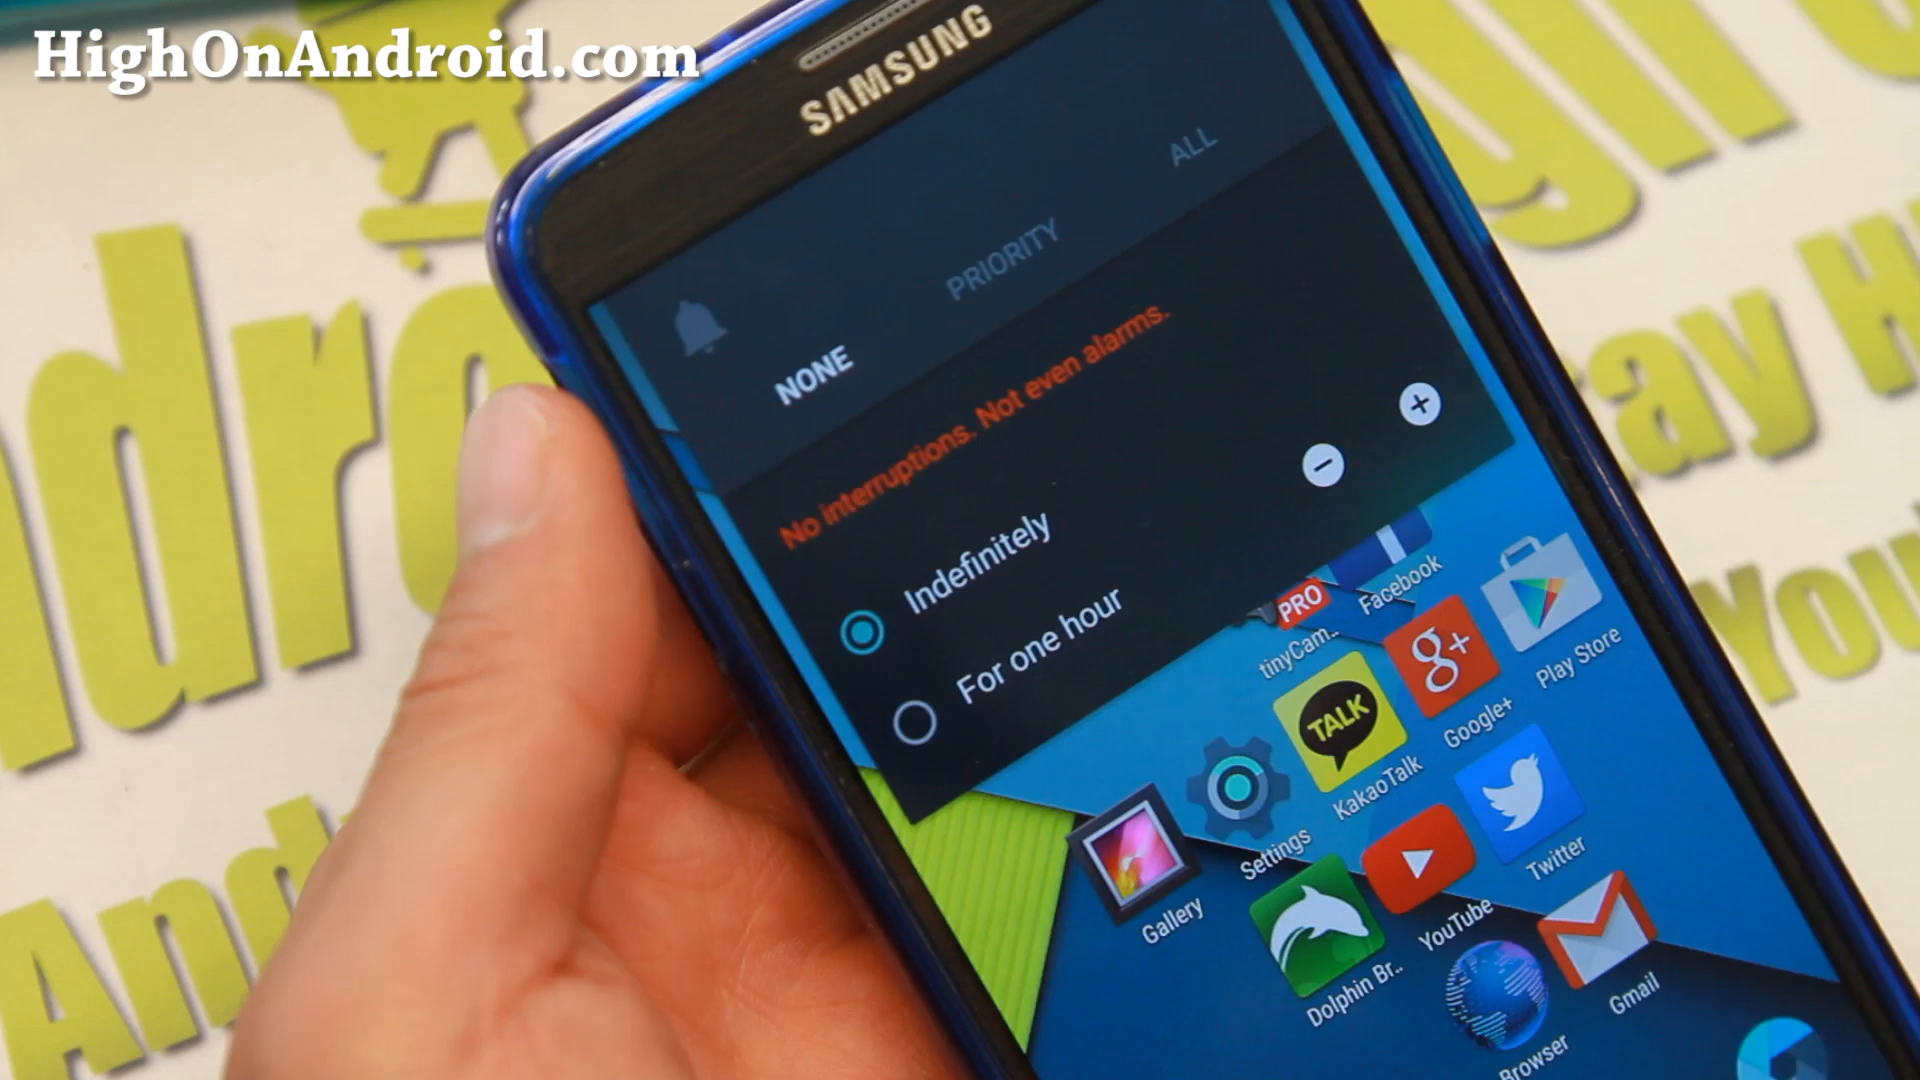 HighOnAndroid.com
SAMSUNG
NONE
PRIORITY
ALL
No interruptions. Not even alarms.
Indefinitely
For one hour
PRO
tinyCam..
Facebook
TALK
KakaoTalk
g+
Google+
Play Store
Gallery
Settings
Dolphin Br..
YouTube
Twitter
Browser
Gmail
You